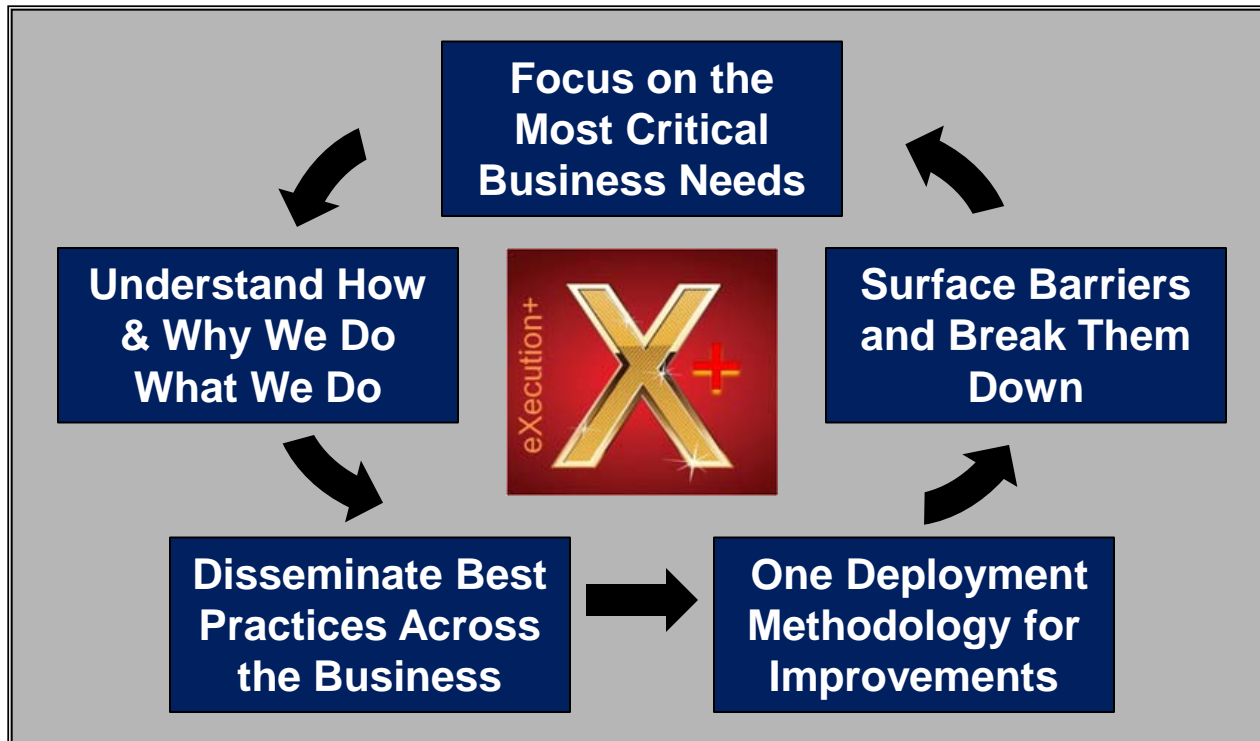 Focus on the
Most Critical
Business Needs
Understand How
& Why We Do
What We Do
eXecution+
X+
Surface Barriers
and Break Them
Down
Disseminate Best
Practices Across
the Business
One Deployment
Methodology for
Improvements